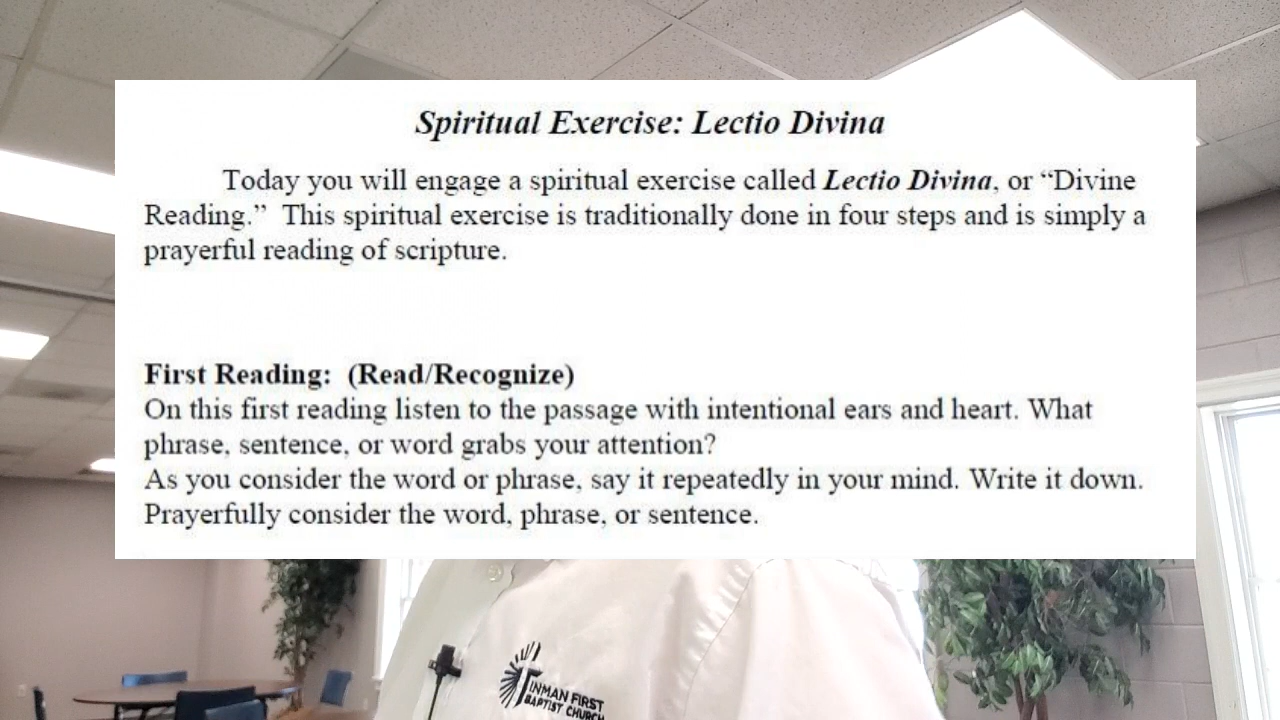 Spiritual Exercise: Lectio Divina
Today you will engage a spiritual exercise called Lectio Divina, or “Divine
Reading.”  This spiritual exercise is traditionally done in four steps and is simply a
prayerful reading of scripture.
First Reading:  (Read/Recognize)
On this first reading listen to the passage with intentional ears and heart. What
phrase, sentence, or word grabs your attention?
As you consider the word or phrase, say it repeatedly in your mind. Write it down.
Prayerfully consider the word, phrase, or sentence.
INMAN FIRST
BAPTIST CHURCH